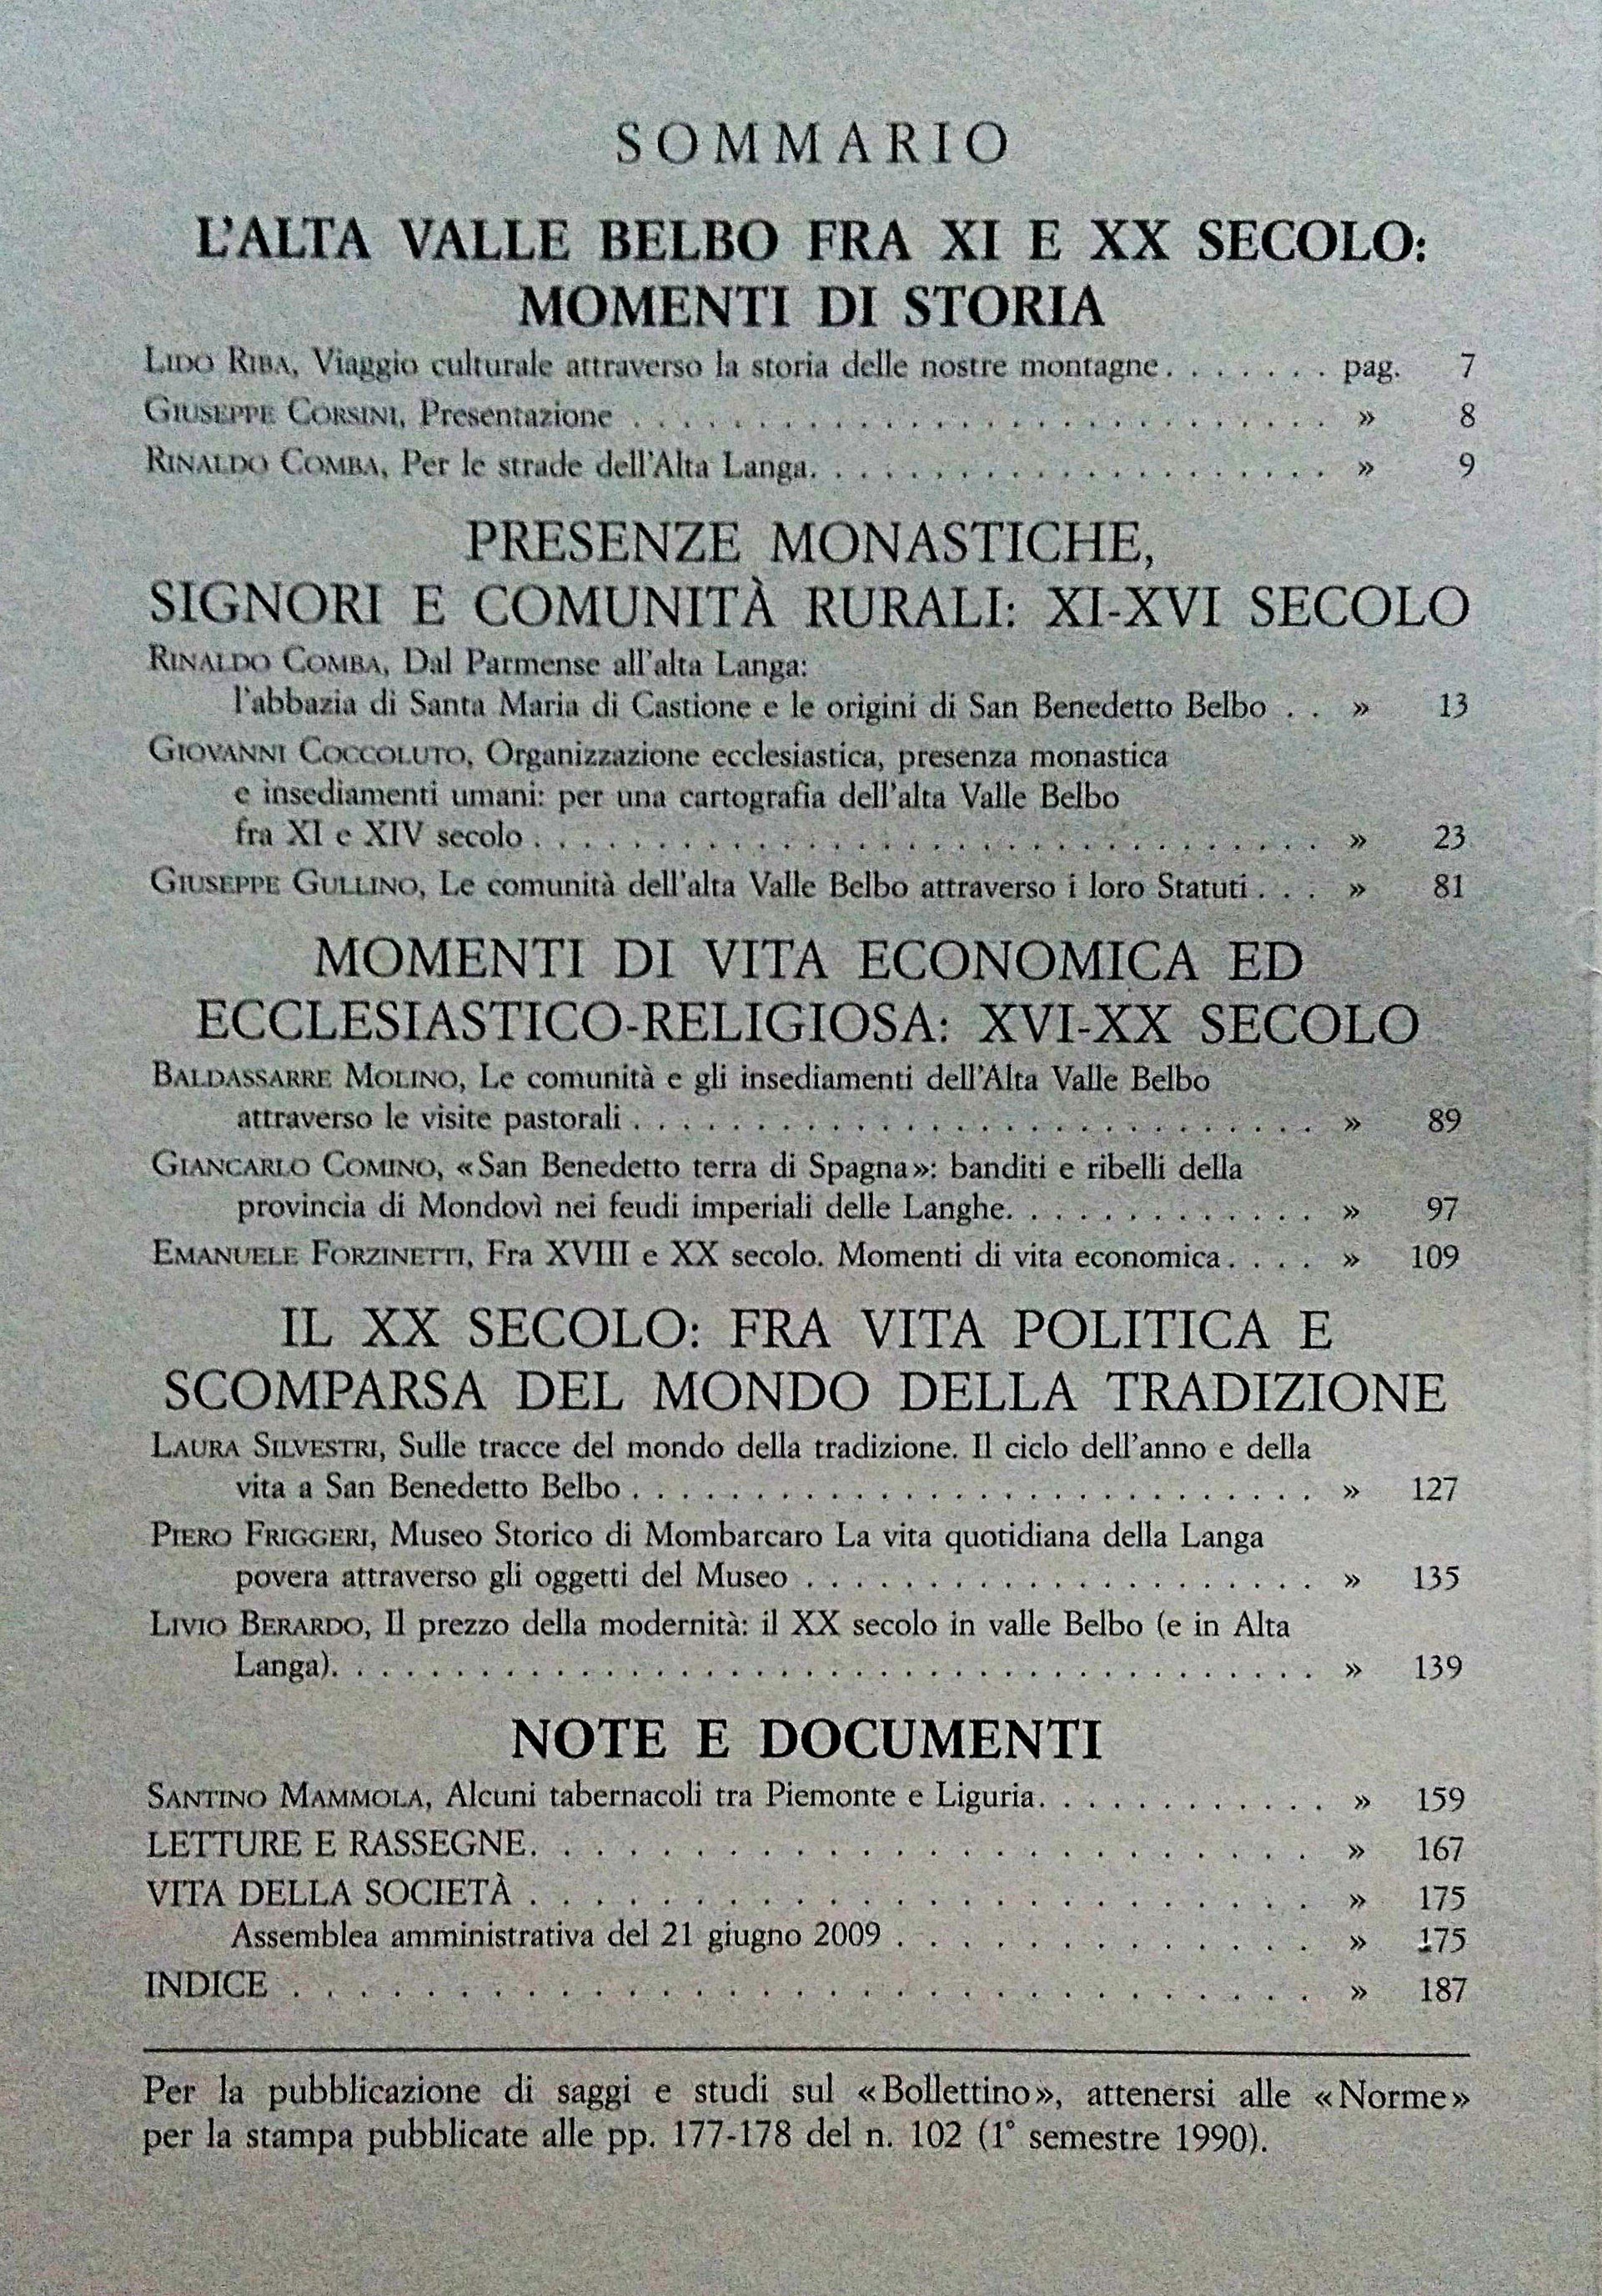 SOMMARIO
L'ALTA VALLE BELBO FRA XI E XX SECOLO:
MOMENTI DI STORIA
LIDO RIBA, Viaggio culturale attraverso la storia delle nostre montagne. . . . . . . pag. 7
GIUSEPPE CORSINI, Presentazione . . . . . . . . . . . . . . . . . . . . . . . . . . . . » 8
RINALDO COMBA, Per le strade dell'Alta Langa. . . . . . . . . . . . . . . . . . . . . » 9
PRESENZE MONASTICHE,
SIGNORI E COMUNITÀ RURALI: XI-XVI SECOLO
RINALDO COMBA, Dal Parmense all'alta Langa:
l'abbazia di Santa Maria di Castione e le origini di San Benedetto Belbo . . » 13
GIOVANNI COCCOLUTO, Organizzazione ecclesiastica, presenza monastica
e insediamenti umani: per una cartografia dell'alta Valle Belbo
fra XI e XIV secolo . . . . . . . . . . . . . . . . . . . . . . . . . . . . . . . . » 23
GIUSEPPE GULLINO, Le comunità dell'alta Valle Belbo attraverso i loro Statuti . . . » 81
MOMENTI DI VITA ECONOMICA ED
ECCLESIASTICO-RELIGIOSA: XVI-XX SECOLO
BALDASSARRE MOLINO, Le comunità e gli insediamenti dell'Alta Valle Belbo
attraverso le visite pastorali . . . . . . . . . . . . . . . . . . . . . . . . . . . . » 89
GIANCARLO COMINO, «San Benedetto terra di Spagna»: banditi e ribelli della
provincia di Mondovì nei feudi imperiali delle Langhe. . . . . . . . . . . . . » 97
EMANUELE FORZINETTI, Fra XVIII e XX secolo. Momenti di vita economica . . . . » 109
IL XX SECOLO: FRA VITA POLITICA E
SCOMPARSA DEL MONDO DELLA TRADIZIONE
LAURA SILVESTRI, Sulle tracce del mondo della tradizione. Il ciclo dell'anno e della
vita a San Benedetto Belbo . . . . . . . . . . . . . . . . . . . . . . . . . . . . » 127
PIERO FRIGGERI, Museo Storico di Mombarcaro La vita quotidiana della Langa
povera attraverso gli oggetti del Museo . . . . . . . . . . . . . . . . . . . . . » 135
LIVIO BERARDO, Il prezzo della modernità: il XX secolo in valle Belbo (e in Alta
Langa). . . . . . . . . . . . . . . . . . . . . . . . . . . . . . . . . . . . . . . . » 139
NOTE E DOCUMENTI
SANTINO MAMMOLA, Alcuni tabernacoli tra Piemonte e Liguria. . . . . . . . . . . . » 159
LETTURE E RASSEGNE. . . . . . . . . . . . . . . . . . . . . . . . » 167
VITA DELLA SOCIETÀ . . . . . . . . . . . . . . . . . . . . . . . . » 175
Assemblea amministrativa del 21 giugno 2009 . . . . . . . . . . . . . » 175
INDICE . . . . . . . . . . . . . . . . . . . . . . . . . . . . . . . » 187
Per la pubblicazione di saggi e studi sul «Bollettino», attenersi alle «Norme»
per la stampa pubblicate alle pp. 177-178 del n. 102 (1° semestre 1990).